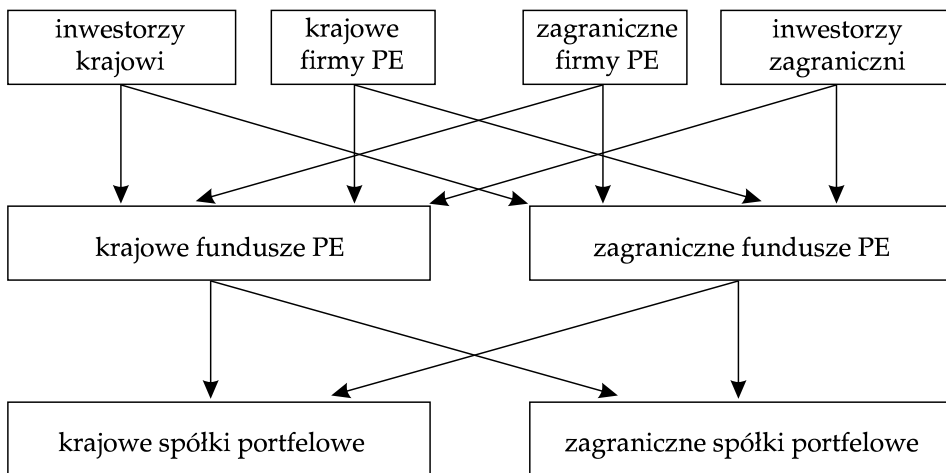 inwestorzy
krajowi
krajowe
firmy PE
zagraniczne
firmy PE
inwestorzy
zagraniczni
krajowe fundusze PE
zagraniczne fundusze PE
krajowe spółki portfelowe
zagraniczne spółki portfelowe